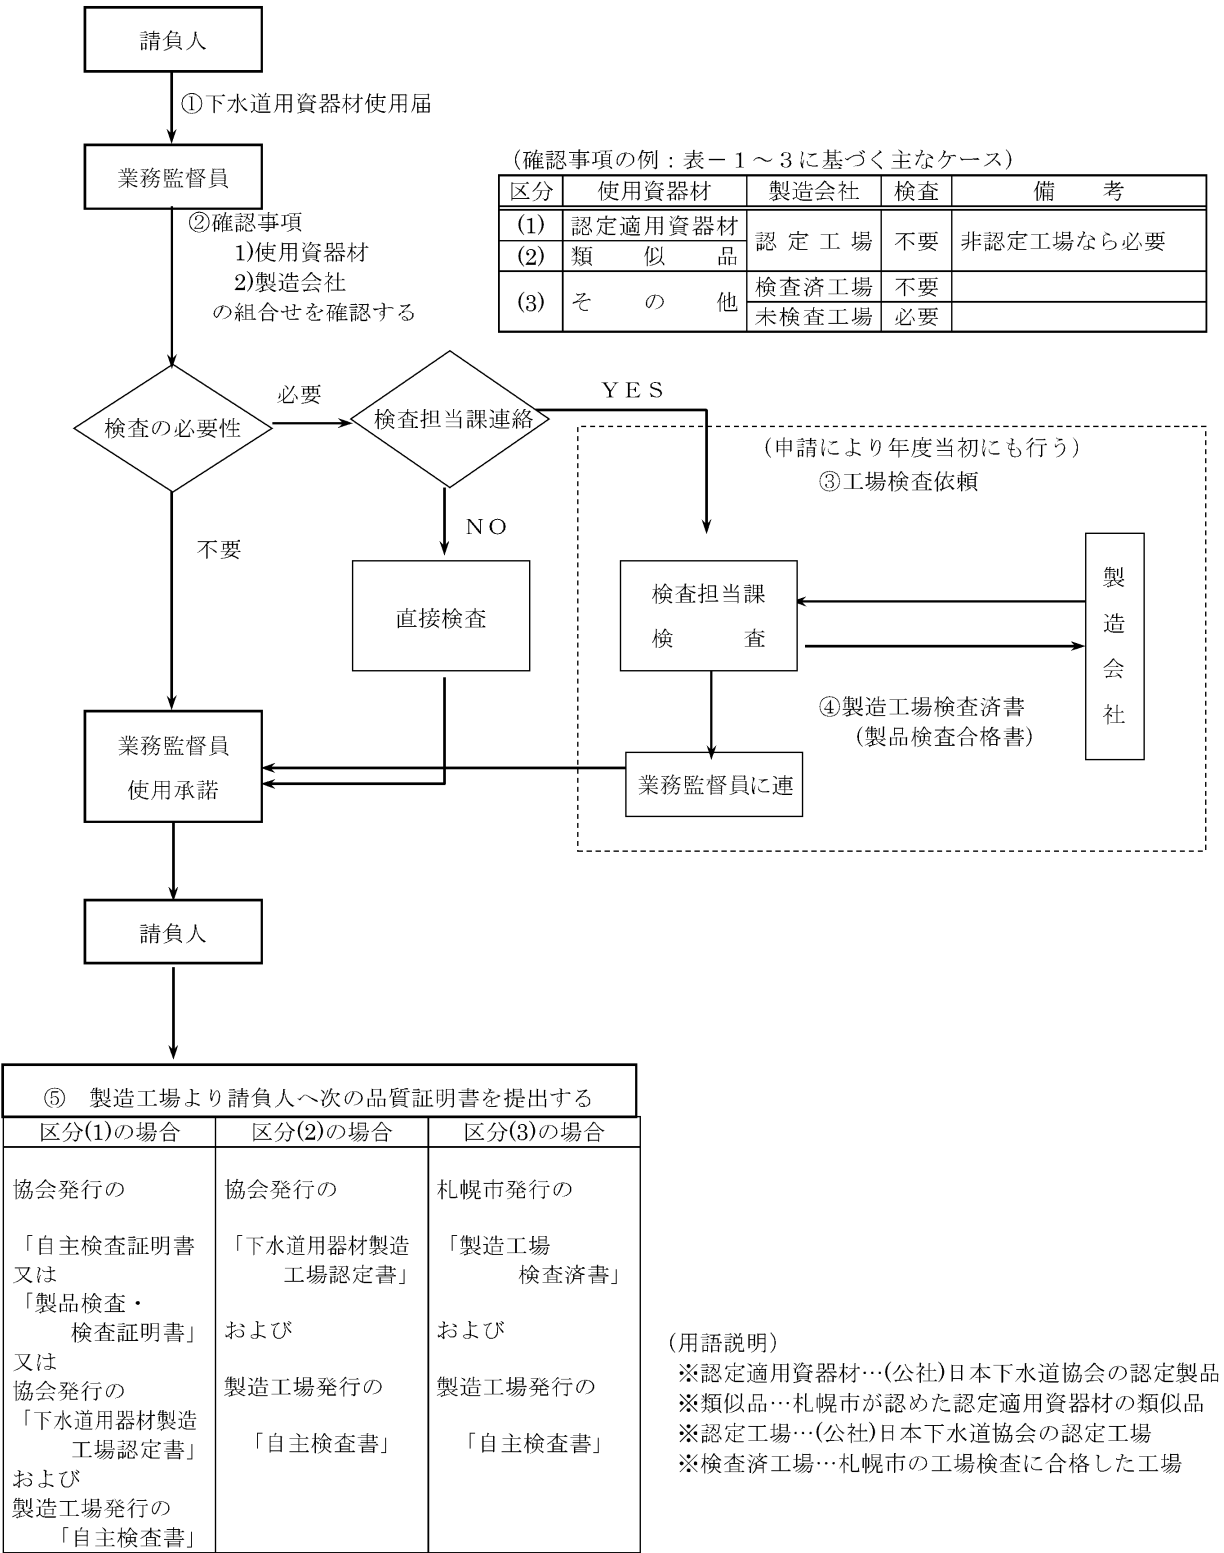 請負人
①下水道用資器材使用届
業務監督員
②確認事項
1)使用資器材
2)製造会社
の組合せを確認する
（確認事項の例：表－１～３に基づく主なケース）
区分 使用資器材 製造会社 検査 備 考
(1) 認定適用資器材 認 定 工 場 不要 非認定工場なら必要
(2) 類 似 品
(3) そ の 他 検査済工場 不要
未検査工場 必要
検査の必要性
必要
検査担当課連絡
ＹＥＳ
ＮＯ
不要
直接検査
（申請により年度当初にも行う）
③工場検査依頼
検査担当課
検 査
製
造
会
社
④製造工場検査済書
（製品検査合格書）
業務監督員に連
業務監督員
使用承諾
請負人
⑤ 製造工場より請負人へ次の品質証明書を提出する
区分(1)の場合 区分(2)の場合 区分(3)の場合
協会発行の
「自主検査証明書
又は
「製品検査・
検査証明書」
又は
協会発行の
「下水道用器材製造
工場認定書」
および
製造工場発行の
「自主検査書」
協会発行の
「下水道用器材製造
工場認定書」
および
製造工場発行の
「自主検査書」
札幌市発行の
「製造工場
検査済書」
および
製造工場発行の
「自主検査書」
（用語説明）
※認定適用資器材…(公社)日本下水道協会の認定製品
※類似品…札幌市が認めた認定適用資器材の類似品
※認定工場…(公社)日本下水道協会の認定工場
※検査済工場…札幌市の工場検査に合格した工場